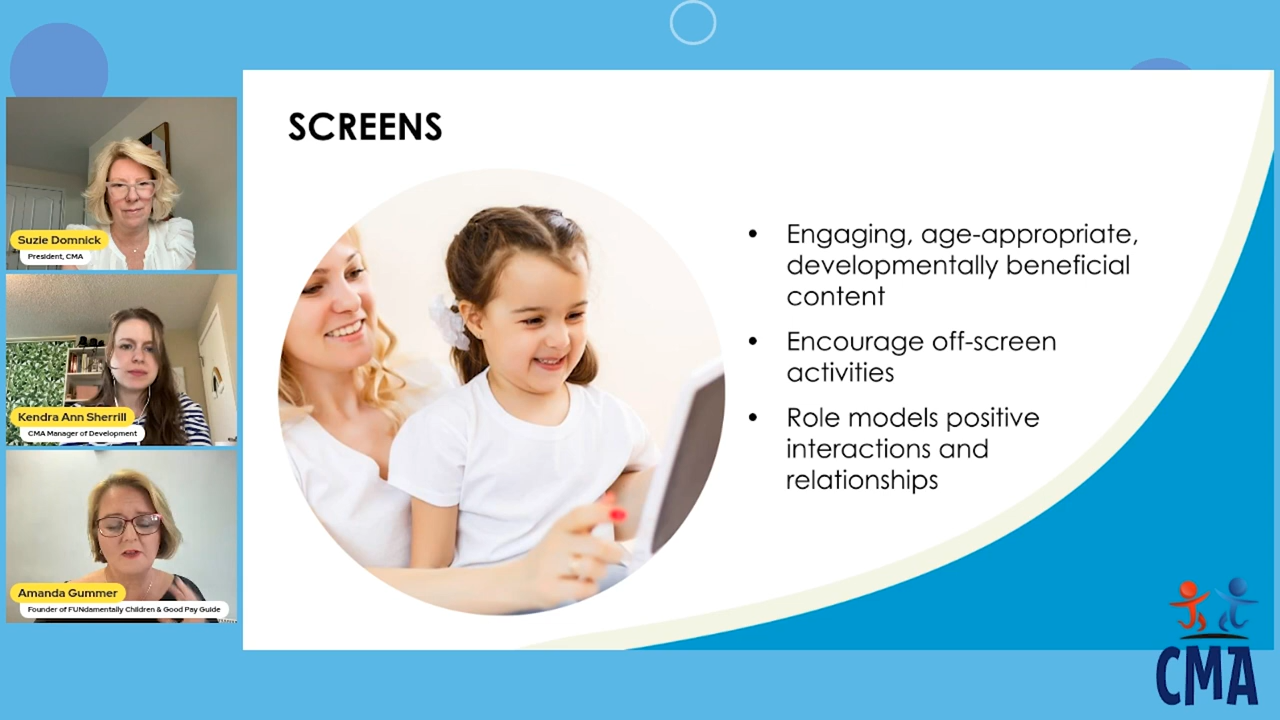 SCREENS
Suzie Domnick
President, CMA
Kendra Ann Sherrill
CMA Manager of Development
Amanda Gummer
Founder of FUNdamentally Children & Good Pay Guide
• Engaging, age-appropriate,
developmentally beneficial
content
• Encourage off-screen
activities
• Role models positive
interactions and
relationships
CMA